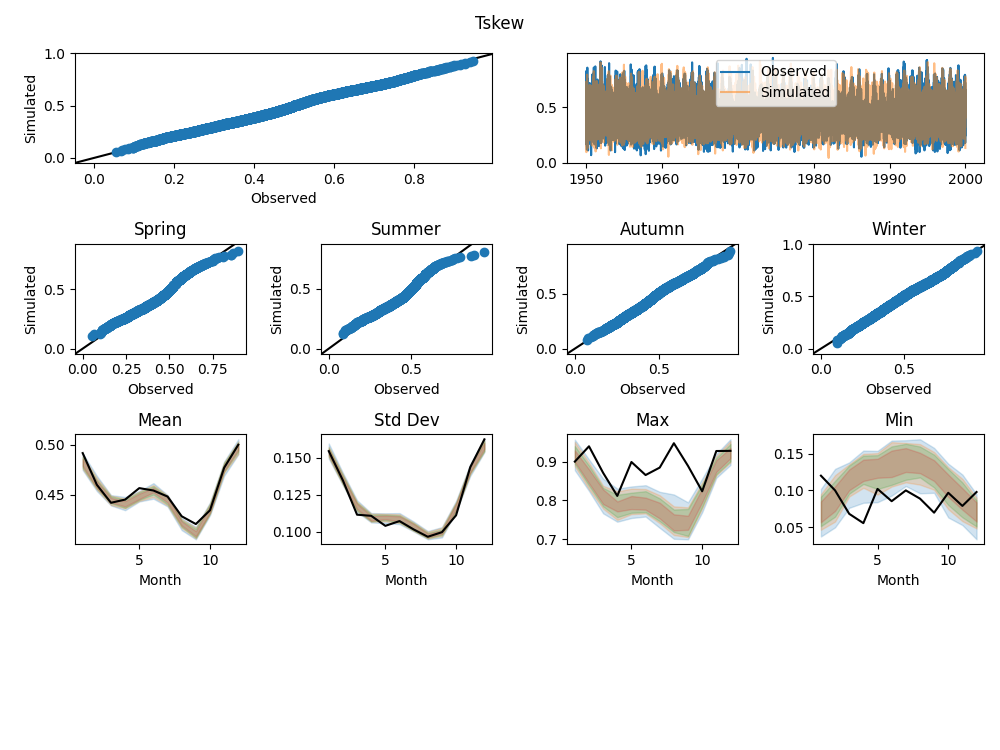 Tskew
1.0
0.5
0.0
Simulated
0.0 0.2 0.4 0.6 0.8
Observed
0.5
0.0
Simulated
Observed
Simulated
1950 1960 1970 1980 1990 2000
Spring
0.5
0.0
Simulated
0.00 0.25 0.50 0.75
Observed
Summer
0.5
0.0
Simulated
0.0 0.5
Observed
Autumn
0.5
0.0
Simulated
0.0 0.5
Observed
Winter
1.0
0.5
0.0
Simulated
0.0 0.5
Observed
Mean
0.50
0.45
5 10
Month
Std Dev
0.150
0.125
0.100
5 10
Month
Max
0.9
0.8
0.7
5 10
Month
Min
0.15
0.10
0.05
5 10
Month